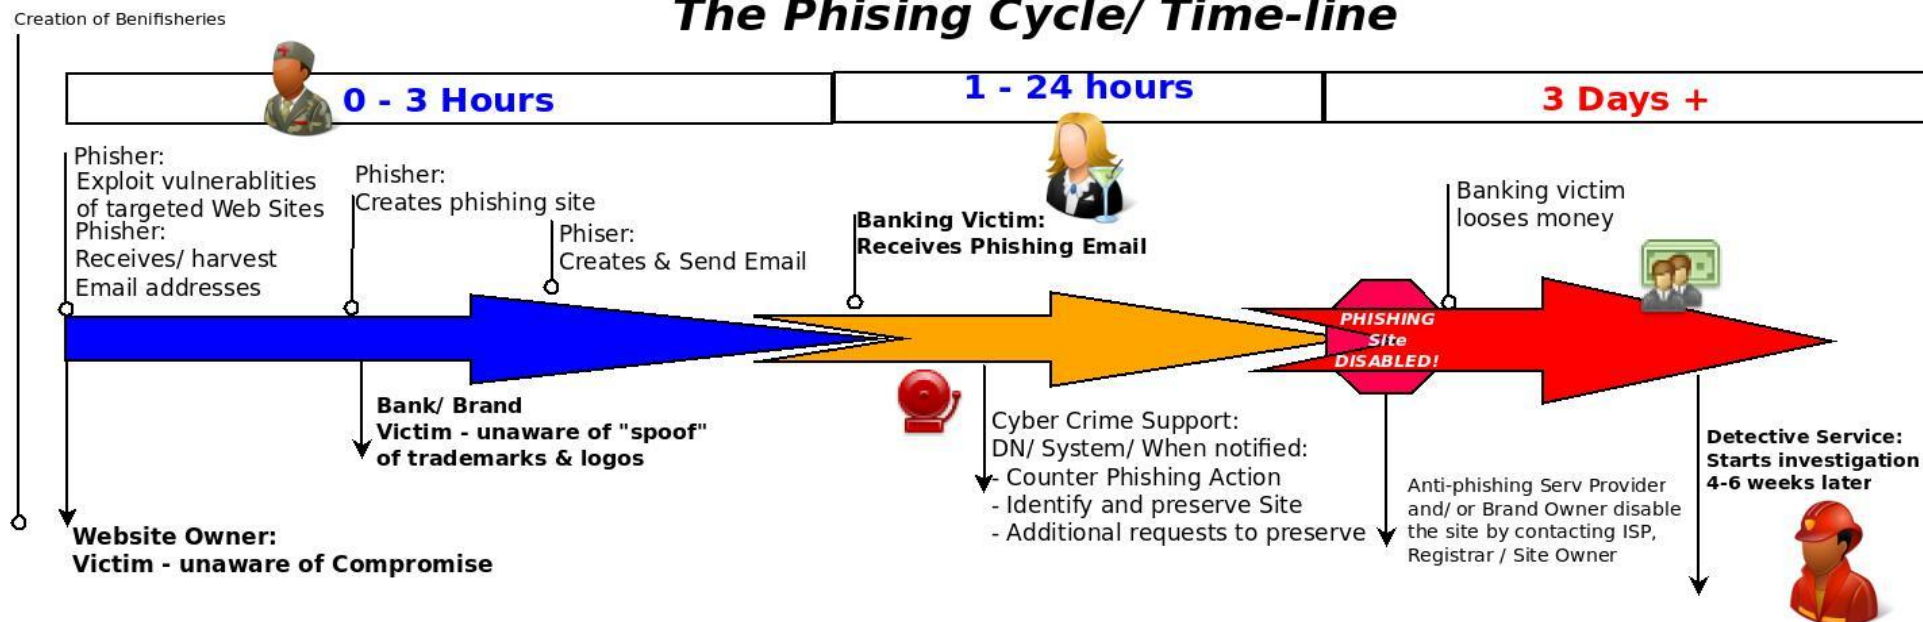 Creation of Benifisheries
The Phising Cycle/ Time-line
0 - 3 Hours
1 - 24 hours
3 Days +
Phisher:
Exploit vulnerablities
of targeted Web Sites
Phisher:
Receives/ harvest
Email addresses
Phisher:
Creates phishing site
Phiser:
Creates & Send Email
Banking Victim:
Receives Phishing Email
Banking victim
looses money
PHISHING
Site
DISABLED!
Bank/ Brand
Victim - unaware of "spoof"
of trademarks & logos
Website Owner:
Victim - unaware of Compromise
Cyber Crime Support:
DN/ System/ When notified:
- Counter Phishing Action
- Identify and preserve Site
- Additional requests to preserve
Anti-phishing Serv Provider
and/ or Brand Owner disable
the site by contacting ISP,
Registrar / Site Owner
Detective Service:
Starts investigation
4-6 weeks later